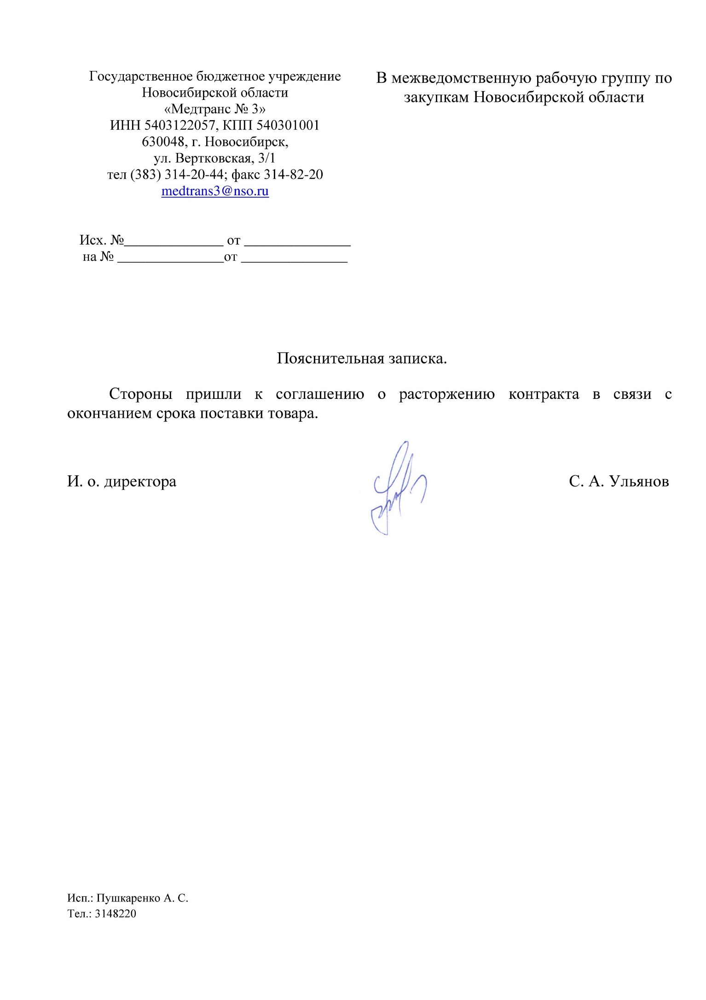 Государственное бюджетное учреждение
Новосибирской области
«Медтранс № 3»
ИНН 5403122057, КПП 540301001
630048, г. Новосибирск,
ул. Вертковская, 3/1
тел (383) 314-20-44; факс 314-82-20
medtrans3@nso.ru
Исх. №______________ от _______________
на № _______________от _______________
В межведомственную рабочую группу по
закупкам Новосибирской области
Пояснительная записка.
Стороны пришли к соглашению о расторжению контракта в связи с
окончанием срока поставки товара.
И. о. директора С. А. Ульянов
Исп.: Пушкаренко А. С.
Тел.: 3148220